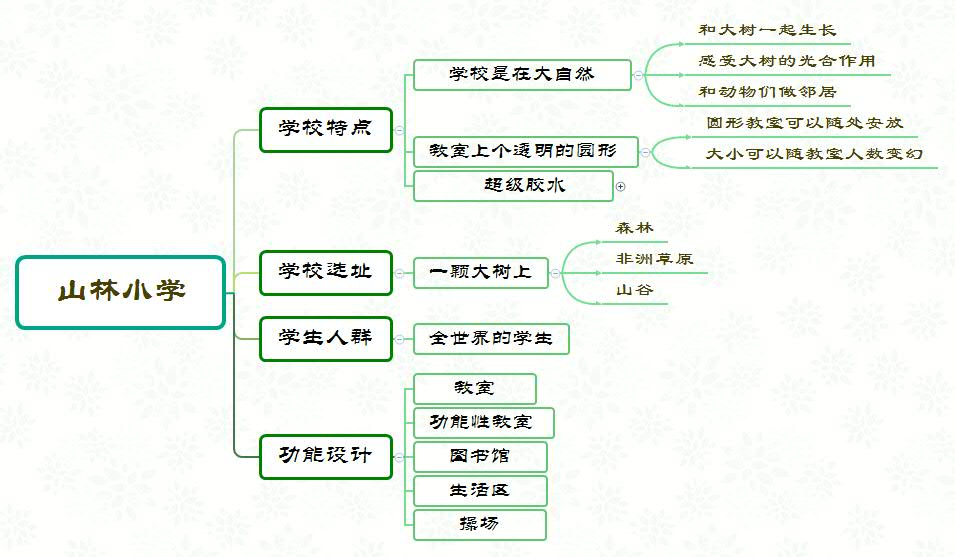 山林小学
学校特点
学校是在大自然
和大树一起生长
感受大树的光合作用
和动物们做邻居
教室上个透明的圆形
圆形教室可以随处安放
大小可以随教室人数变幻
超级胶水
学校选址
一颗大树上
森林
非洲草原
山谷
学生人群
全世界的学生
功能设计
教室
功能性教室
图书馆
生活区
操场